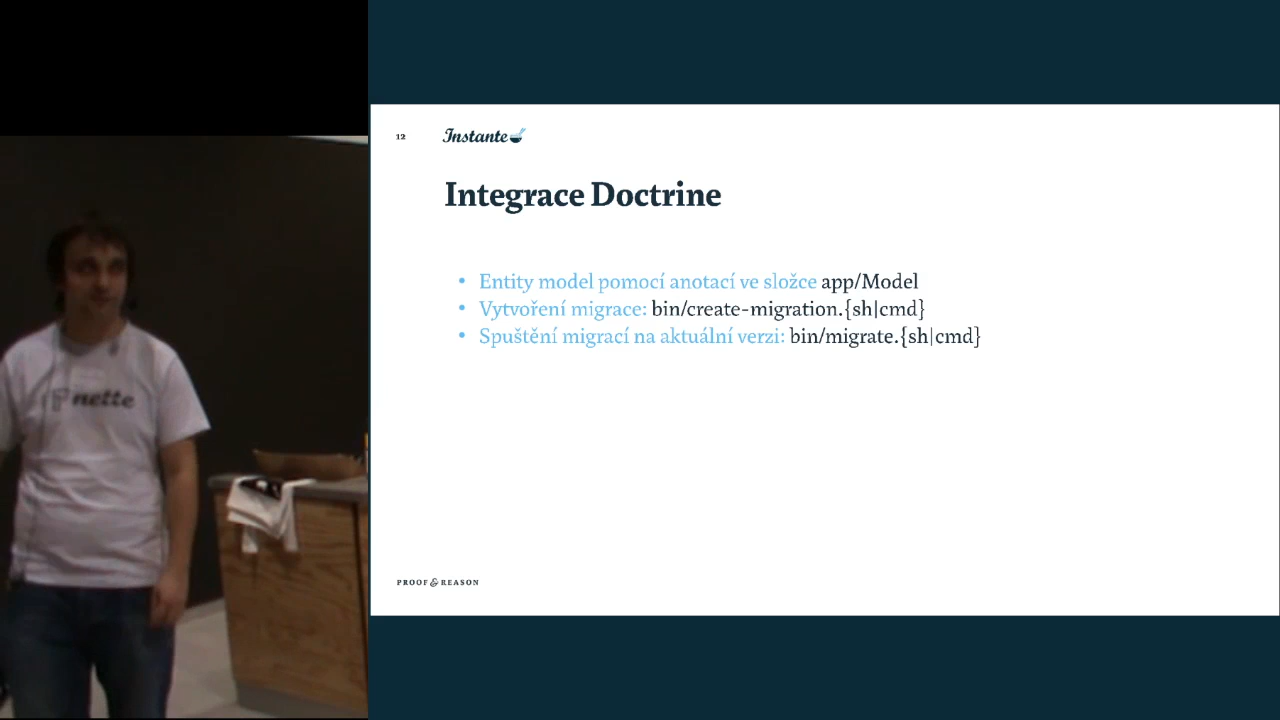 12
Instante
Integrace Doctrine
• Entity model pomocí anotací ve složce app/Model
• Vytvoření migrace: bin/create-migration.{sh|cmd}
• Spuštění migrací na aktuální verzi: bin/migrate.{sh|cmd}
PROOF & REASON
nette